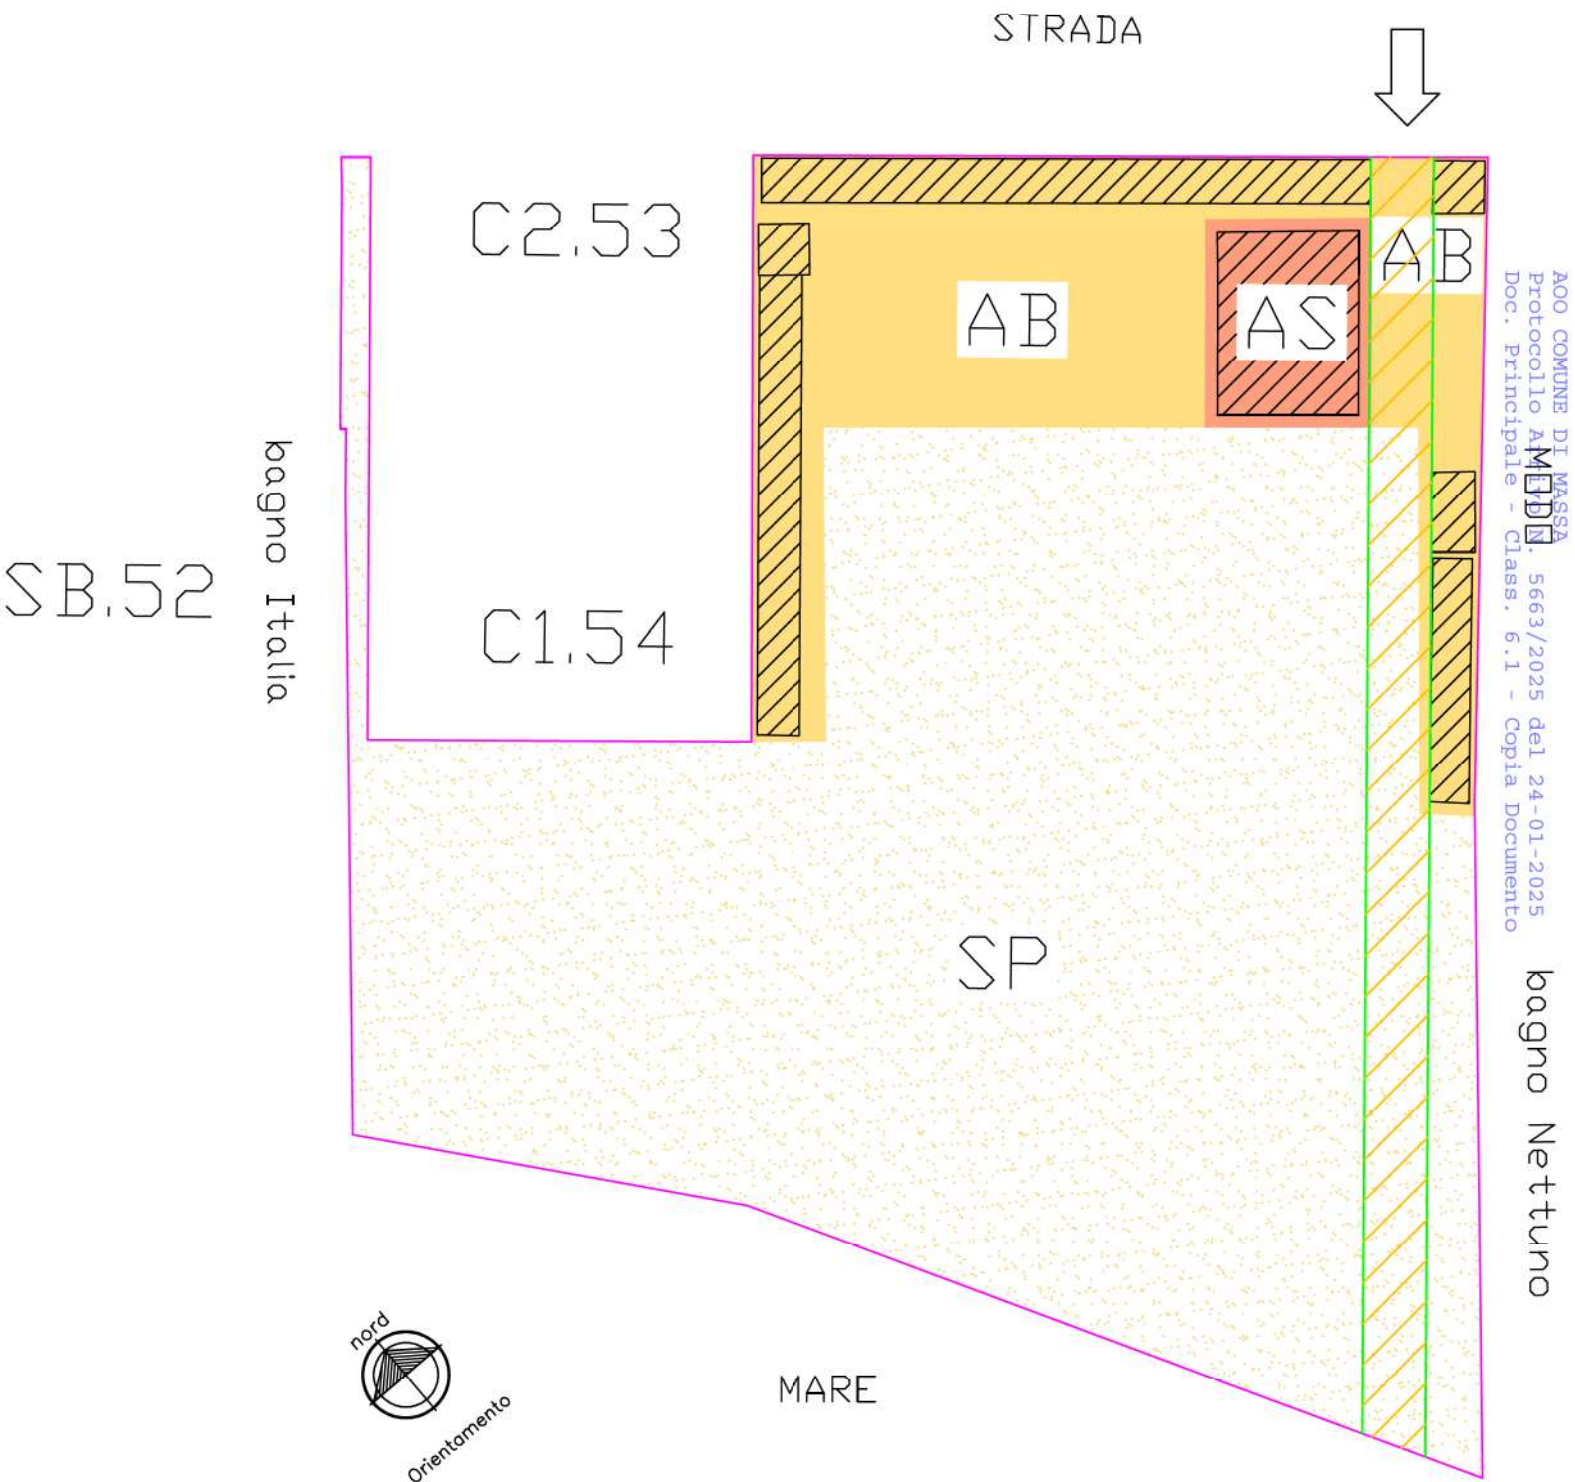 STRADA
C2.53
AB
AS
AB
AOO COMUNE DI MASSA
Protocollo Arrivo N. 5663/2025 del 24-01-2025
Doc. Principale - Class. 6.1 - Copia Documento
bagno Italia
SB.52
C1.54
SP
bagno Nettuno
nord
Orientamento
MARE